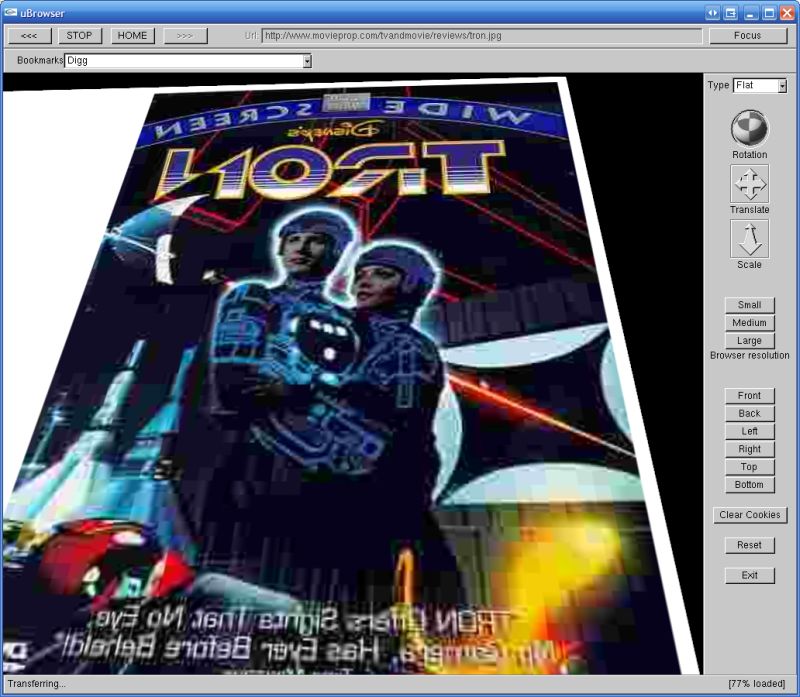 uBrowser
<<<
STOP
HOME
>>>
Url: http://www.movieprop.com/tvandmovie/reviews/tron.jpg
Focus
Bookmarks Digg
Type Flat
WIDE SCREEN
Disney's
TRON
Rotation
Translate
Scale
Small
Medium
Large
Browser resolution
Front
Back
Left
Right
Top
Bottom
Clear Cookies
Reset
Exit
"TRON Offers Sights That No Eye,
No Camera, Has Ever Before Beheld!"
Transferring...
[77% loaded]